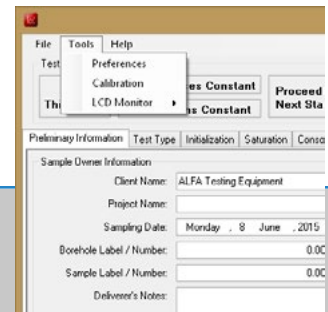 File Tools Help
Preferences
Calibration
LCD Monitor
Test
es Constant
Proceed
Next Sta
Th
ns Constant
Preliminary Information Test Type Initialization Saturation Conso
Sample Owner Information
Client Name: ALFA Testing Equipment
Project Name:
Sampling Date: Monday , 8 June , 2015
Borehole Label / Number: 0.00
Sample Label / Number: 0.00
Deliverer's Notes: